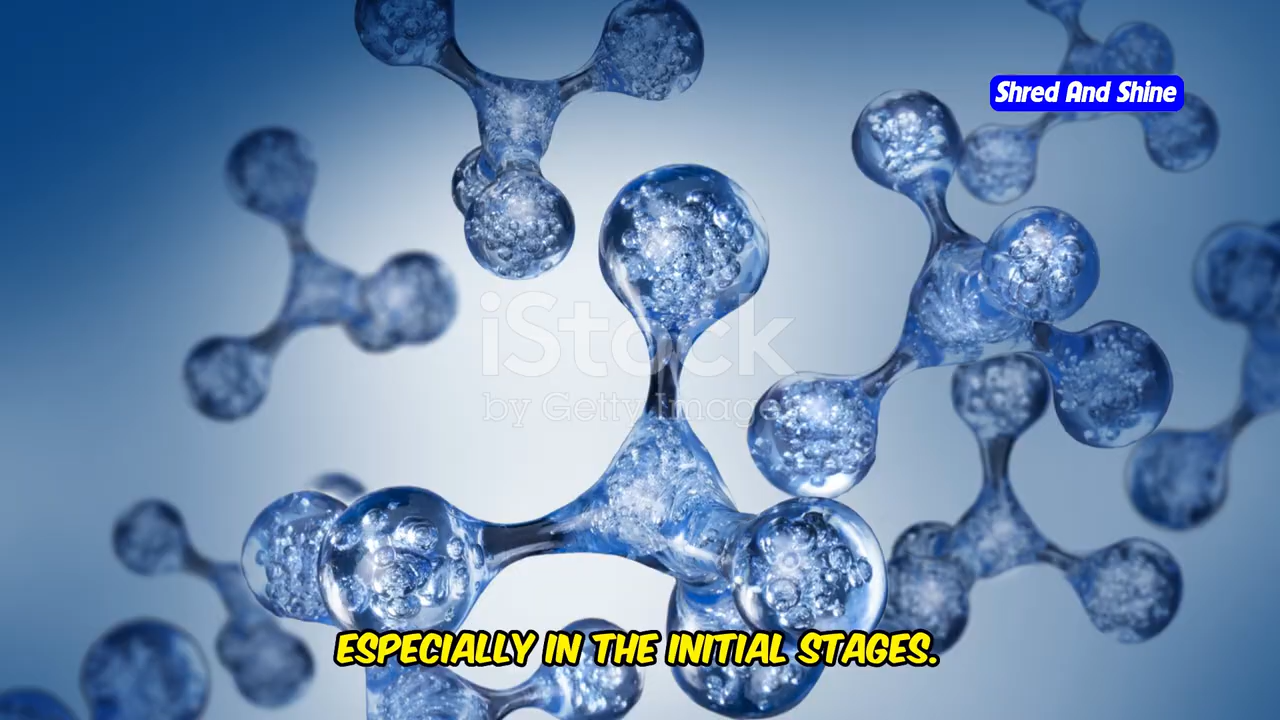 Shred And Shine
iStock
by Getty Images
ESPECIALLY IN THE INITIAL STAGES.